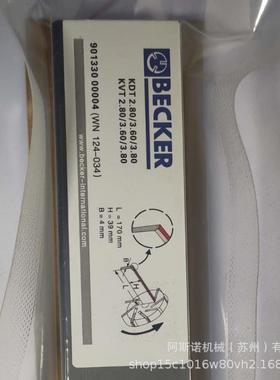 BECKER
KDT 2.80/3.60/3.80
KVT 2.80/3.60/3.80
901330 00004 (WN 124-034)
www.becker-international.com
L = 170 mm
H = 39 mm
B = 4 mm
B
H
L
阿斯诺机械（苏州）有
shop15c1016w80vh2.168